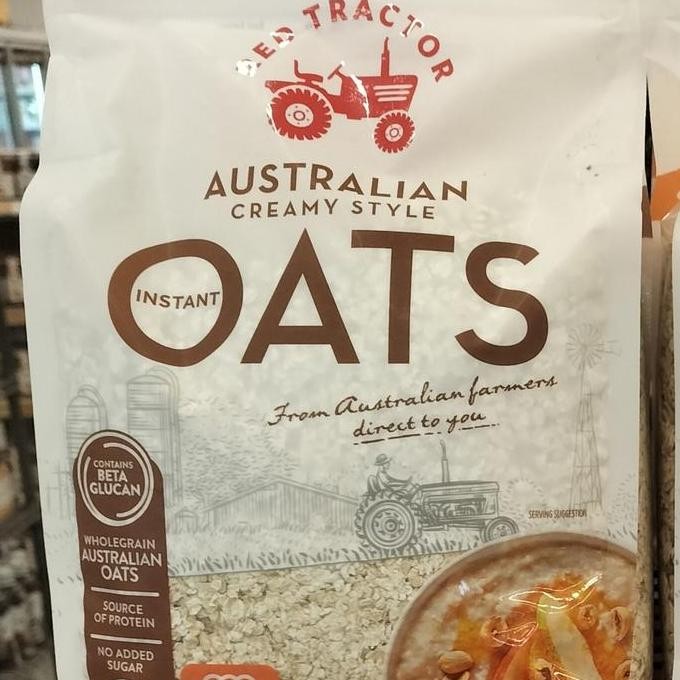 RED TRACTOR
AUSTRALIAN
CREAMY STYLE
OATS
INSTANT
From Australian farmers
direct to you
CONTAINS
BETA
GLUCAN
WHOLEGRAIN
AUSTRALIAN
OATS
SOURCE
OF PROTEIN
NO ADDED
SUGAR
SERVING SUGGESTION